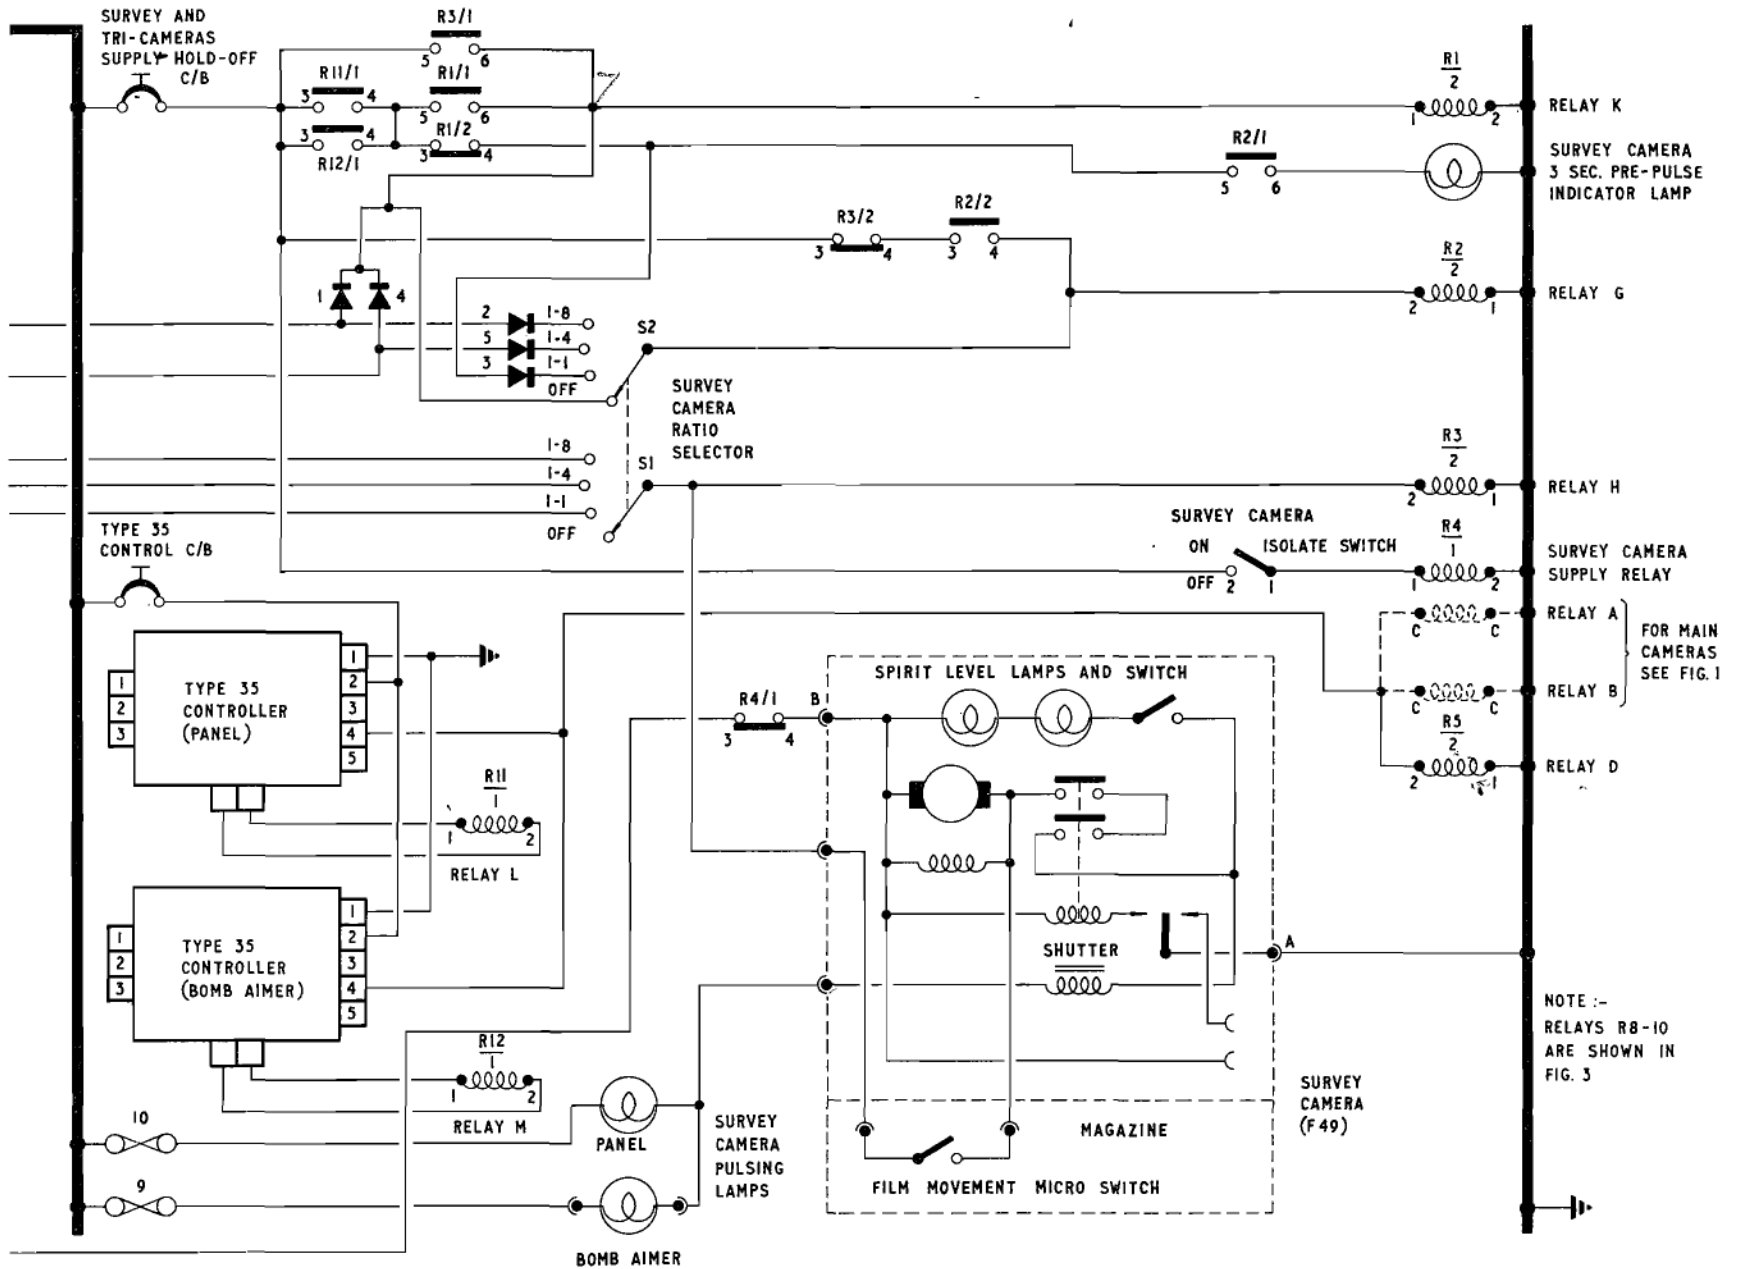 SURVEY AND
TRI-CAMERAS
SUPPLY HOLD-OFF
C/B
R3/1
5 6
R11/1
3 4
R1/1
5 6
3 4
R12/1
R1/2
3 4
R1
2
1 2
RELAY K
R2/1
5 6
SURVEY CAMERA
3 SEC. PRE-PULSE
INDICATOR LAMP
R3/2
3 4
R2/2
3 4
R2
2
2 1
RELAY G
1 4
2 1-8
5 1-4
3 1-1
OFF
S2
SURVEY
CAMERA
RATIO
SELECTOR
1-8
1-4
1-1
OFF
S1
R3
2
2 1
RELAY H
TYPE 35
CONTROL C/B
SURVEY CAMERA
ON ISOLATE SWITCH
OFF 2 1
R4
1
1 2
SURVEY CAMERA
SUPPLY RELAY
RELAY A
C C
RELAY B
C C
FOR MAIN
CAMERAS
SEE FIG. 1
R5
2
2 1
RELAY D
TYPE 35
CONTROLLER
(PANEL)
1
2
3
1
2
3
4
5
R11
1
1 2
RELAY L
R4/1
3 4
B
SPIRIT LEVEL LAMPS AND SWITCH
SHUTTER
A
TYPE 35
CONTROLLER
(BOMB AIMER)
1
2
3
1
2
3
4
5
R12
1
1 2
RELAY M
10
PANEL
9
BOMB AIMER
SURVEY
CAMERA
PULSING
LAMPS
MAGAZINE
FILM MOVEMENT MICRO SWITCH
SURVEY
CAMERA
(F49)
NOTE :-
RELAYS R8-10
ARE SHOWN IN
FIG. 3